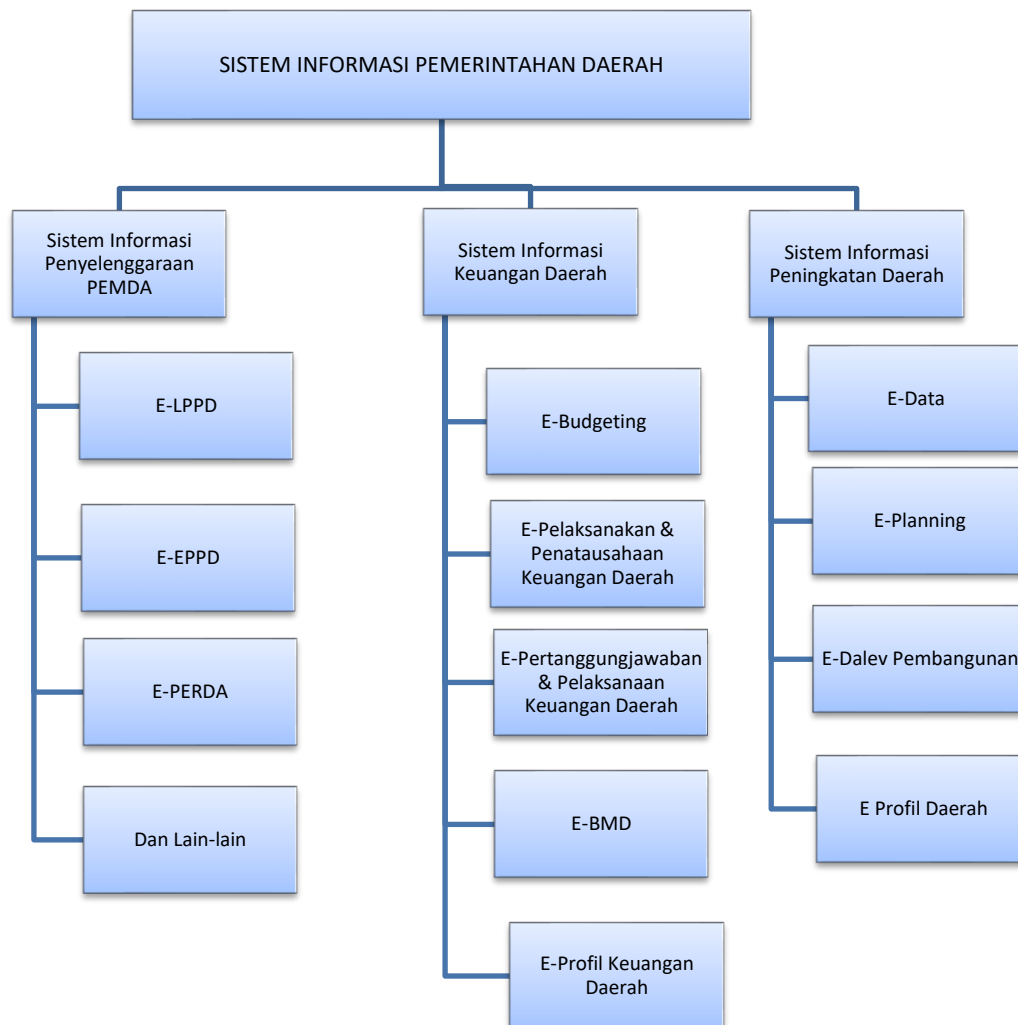 SISTEM INFORMASI PEMERINTAHAN DAERAH
Sistem Informasi
Penyelenggaraan
PEMDA
E-LPPD
E-EPPD
E-PERDA
Dan Lain-lain
Sistem Informasi
Keuangan Daerah
E-Budgeting
E-Pelaksanakan &
Penatausahaan
Keuangan Daerah
E-Pertanggungjawaban
& Pelaksanaan
Keuangan Daerah
E-BMD
E-Profil Keuangan
Daerah
Sistem Informasi
Peningkatan Daerah
E-Data
E-Planning
E-Dalev Pembangunan
E Profil Daerah